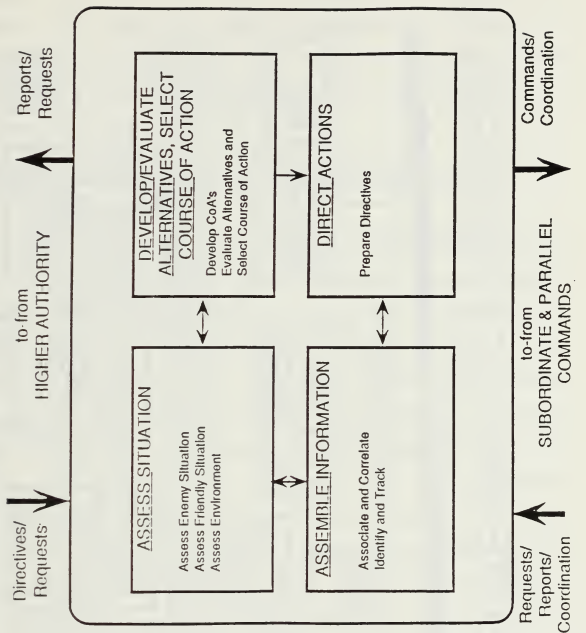 Directives/
Requests
to-from
HIGHER AUTHORITY
Reports/
Requests
ASSESS SITUATION
Assess Enemy Situation
Assess Friendly Situation
Assess Environment
DEVELOP/EVALUATE
ALTERNATIVES, SELECT
COURSE OF ACTION
Develop CoA's
Evaluate Alternatives and
Select Course of Action
ASSEMBLE INFORMATION
Associate and Correlate
Identify and Track
DIRECT ACTIONS
Prepare Directives
Requests/
Reports/
Coordination
to-from
SUBORDINATE & PARALLEL
COMMANDS
Commands/
Coordination